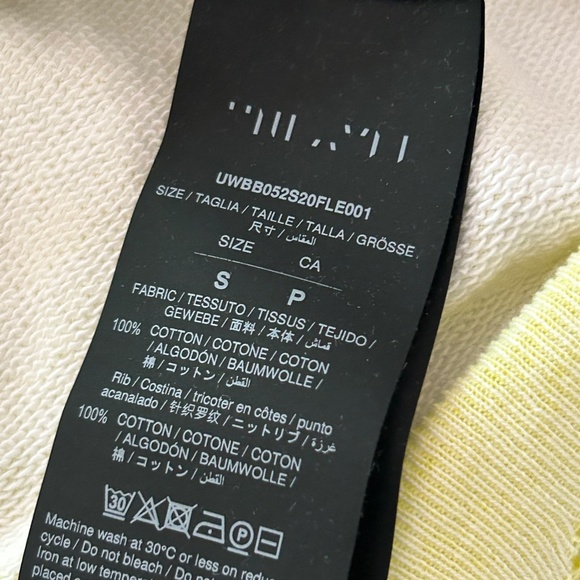 UWBB052S20FLE001
SIZE / TAGLIA / TAILLE / TALLA / GRÖSSE
尺寸 / المقاس /
SIZE CA
S P
FABRIC / TESSUTO / TISSUS / TEJIDO /
GEWEBE / 面料 / 本体 / قماش /
100% COTTON / COTONE / COTON
/ ALGODÓN / BAUMWOLLE /
棉 / コットン / القطن /
Rib / Costina / tricoter en côtes / punto
acanalado / 针织罗纹 / ニットリブ / غرزة /
100% COTTON / COTONE / COTON
/ ALGODÓN / BAUMWOLLE /
棉 / コットン / القطن /
30 P
Machine wash at 30°C or less on
cycle / Do not bleach / Do not
Iron at low
placed